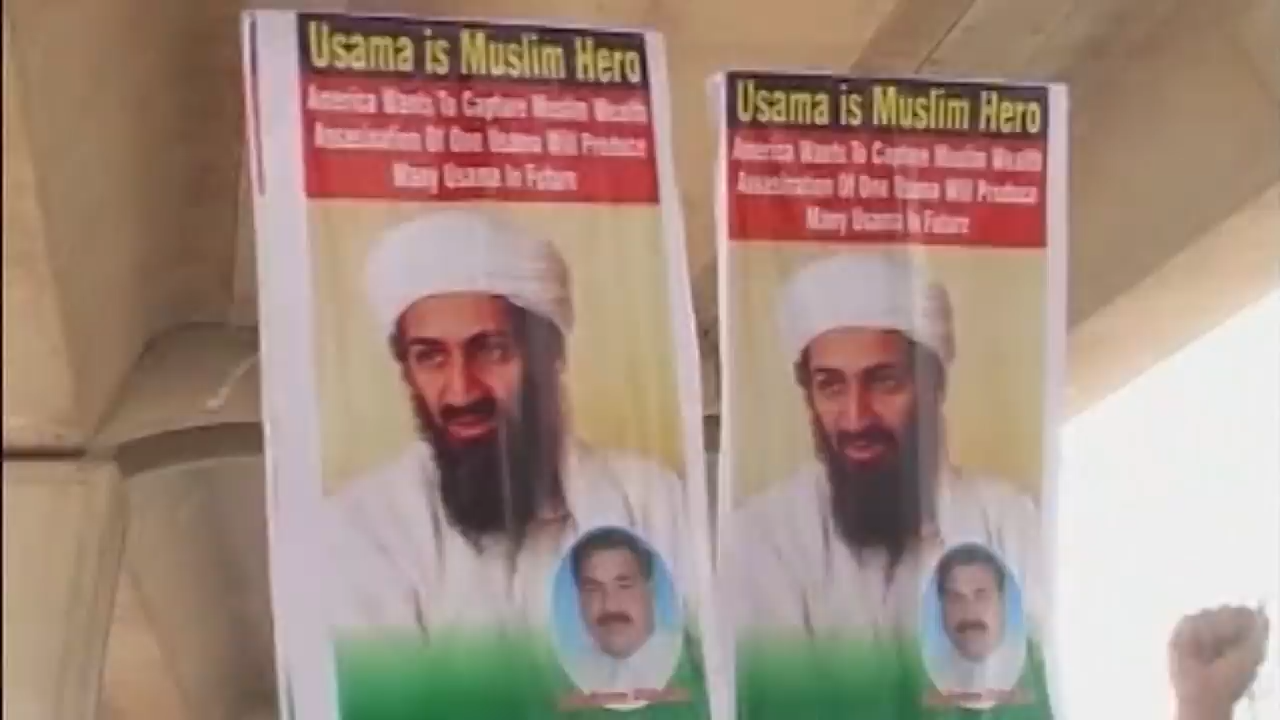 Usama is Muslim Hero
America Wants To Capture Muslim Wealth
Assasination Of One Usama Will Produce
Many Usama In Future
Usama is Muslim Hero
America Wants To Capture Muslim Wealth
Assasination Of One Usama Will Produce
Many Usama In Future